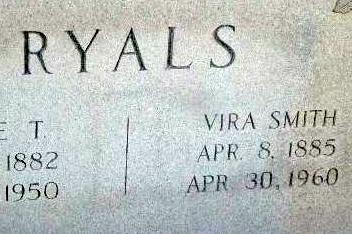 RYALS
E T.
1882
1950
VIRA SMITH
APR. 8, 1885
APR. 30, 1960